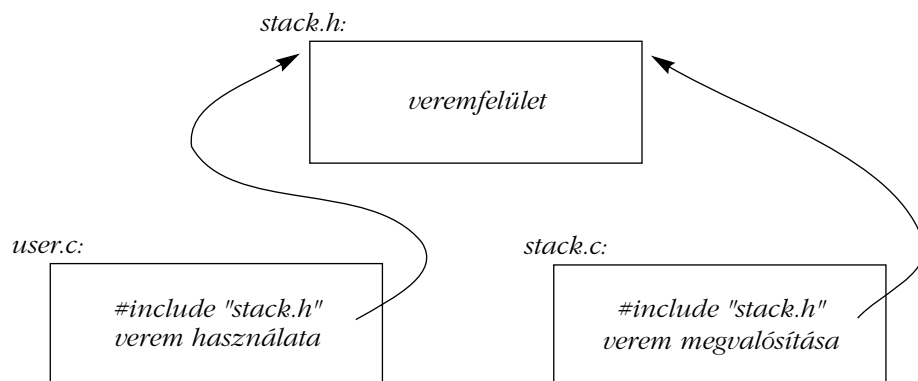 stack.h:
veremfelület
user.c:
#include "stack.h"
verem használata
stack.c:
#include "stack.h"
verem megvalósítása